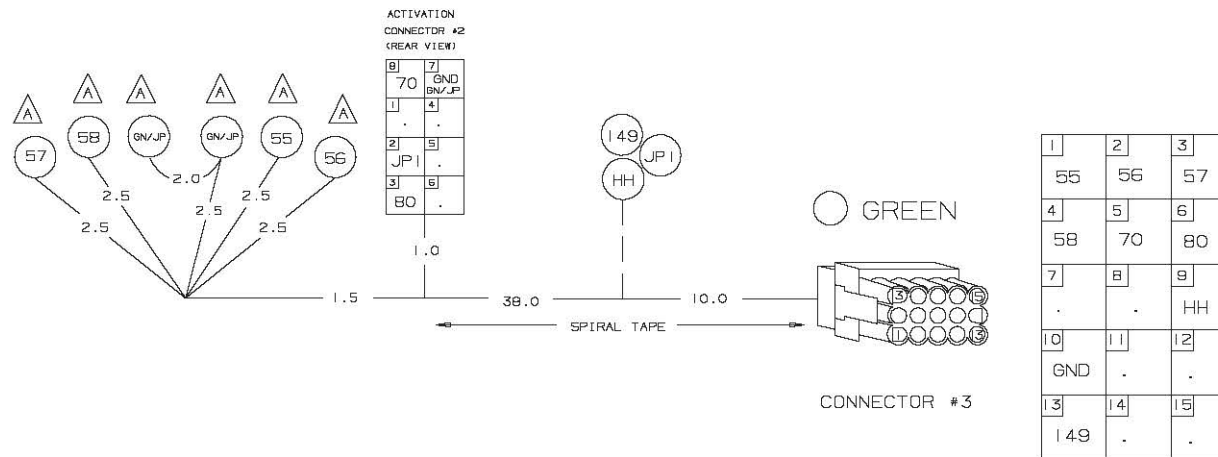 ACTIVATION
CONNECTOR #2
(REAR VIEW)
8 7
70 GND
GN/JP
1 4
. .
2 5
JP1 .
3 6
80 .
A A A A A A
57 58 GN/JP GN/JP 55 56
2.0
2.5 2.5 2.5 2.5 2.5
1.0
1.5 38.0 10.0
SPIRAL TAPE
149
JP1
HH
GREEN
3 15
1 13
CONNECTOR #3
1 2 3
55 56 57
4 5 6
58 70 80
7 8 9
. . HH
10 11 12
GND . .
13 14 15
149 . .